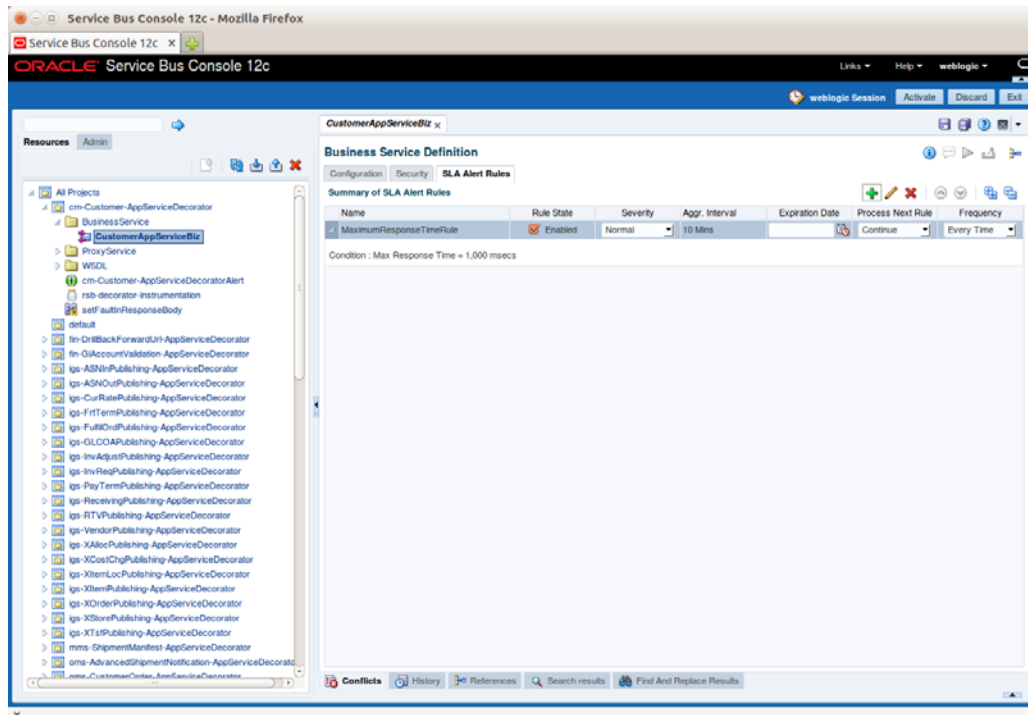 Service Bus Console 12c - Mozilla Firefox
Service Bus Console 12c x
ORACLE Service Bus Console 12c
Links Help weblogic
weblogic Session Activate Discard Exit
Resources Admin
All Projects
cm-Customer-AppServiceDecorator
BusinessService
CustomerAppServiceBiz
ProxyService
WSDL
cm-Customer-AppServiceDecoratorAlert
rsb-decorator-instrumentation
setFaultInResponseBody
default
fin-DrillBackForwardUrl-AppServiceDecorator
fin-GlAccountValidation-AppServiceDecorator
igs-ASNInPublishing-AppServiceDecorator
igs-ASNOutPublishing-AppServiceDecorator
igs-CurRatePublishing-AppServiceDecorator
igs-FrtTermPublishing-AppServiceDecorator
igs-FulfilOrdPublishing-AppServiceDecorator
igs-GLCOAPublishing-AppServiceDecorator
igs-InvAdjustPublishing-AppServiceDecorator
igs-InvReqPublishing-AppServiceDecorator
igs-PayTermPublishing-AppServiceDecorator
igs-ReceivingPublishing-AppServiceDecorator
igs-RTVPublishing-AppServiceDecorator
igs-VendorPublishing-AppServiceDecorator
igs-XAllocPublishing-AppServiceDecorator
igs-XCostChgPublishing-AppServiceDecorator
igs-XItemLocPublishing-AppServiceDecorator
igs-XItemPublishing-AppServiceDecorator
igs-XOrderPublishing-AppServiceDecorator
igs-XStorePublishing-AppServiceDecorator
igs-XTsfPublishing-AppServiceDecorator
mms-ShipmentManifest-AppServiceDecorator
oms-AdvancedShipmentNotification-AppServiceDecorato
oms-CustomerOrder-AppServiceDecorator
CustomerAppServiceBiz x
Business Service Definition
Configuration Security SLA Alert Rules
Summary of SLA Alert Rules
Name Rule State Severity Aggr. Interval Expiration Date Process Next Rule Frequency
MaximumResponseTimeRule Enabled Normal 10 Mins Continue Every Time
Condition : Max Response Time = 1,000 msecs
Conflicts History References Search results Find And Replace Results